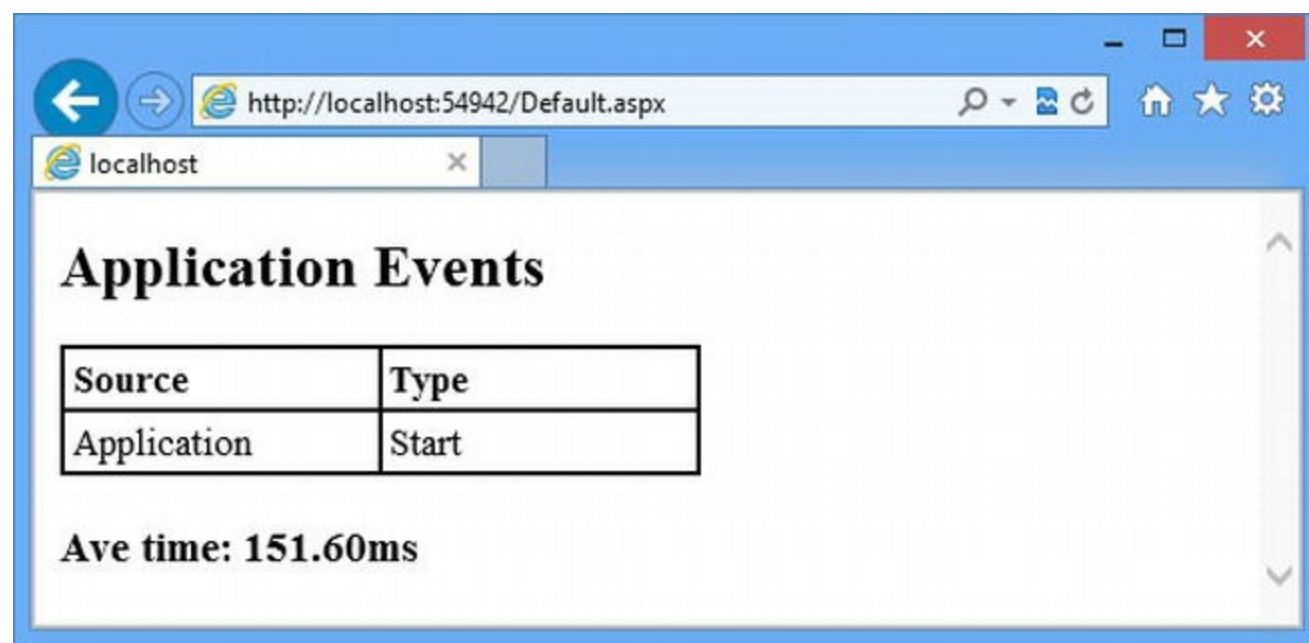 http://localhost:54942/Default.aspx
localhost
Application Events
Source Type
Application Start
Ave time: 151.60ms